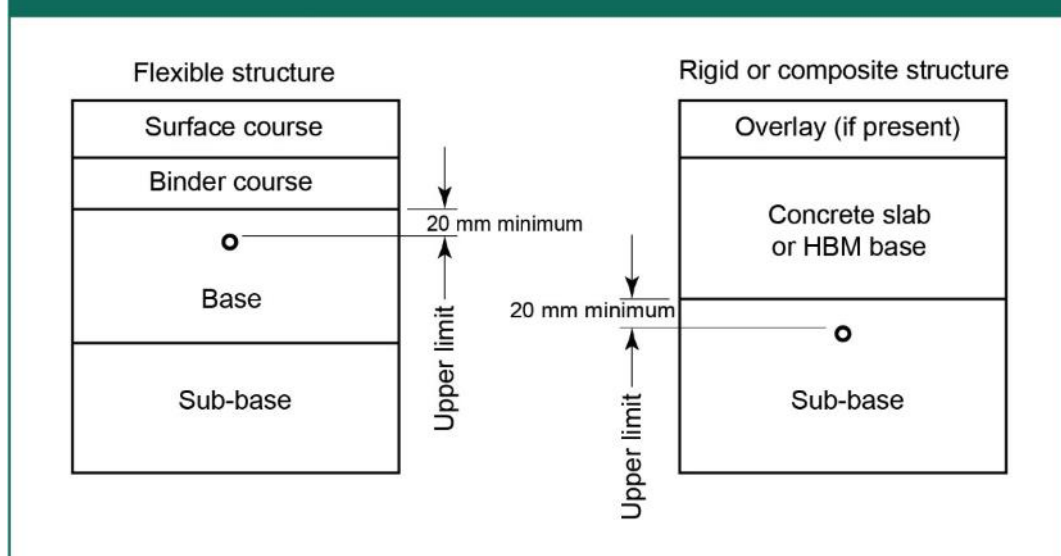 Flexible structure
Surface course
Binder course
20 mm minimum
Base
Upper limit
Sub-base
Rigid or composite structure
Overlay (if present)
Concrete slab
or HBM base
20 mm minimum
Upper limit
Sub-base